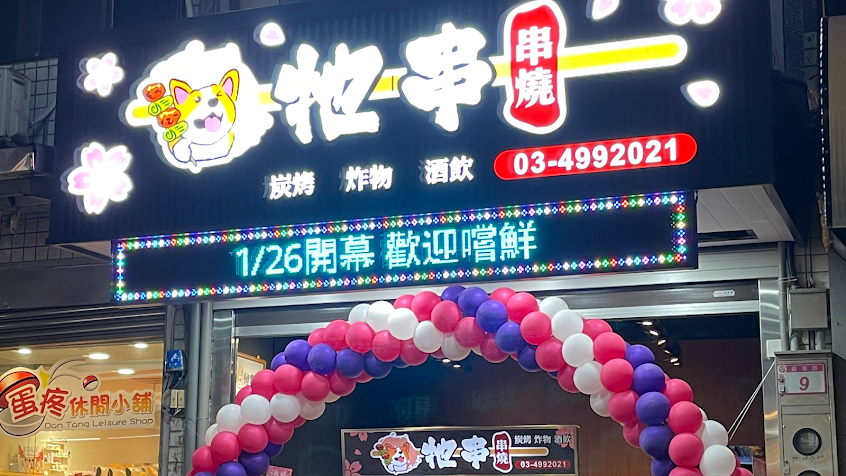 牠串 串燒
炭烤 炸物 酒飲 03-4992021
1/26開幕 歡迎嚐鮮
蛋疼休閒小舖
Dan Tang Leisure Shop
牠串 串燒 炭烤 炸物 酒飲
03-4992021
9